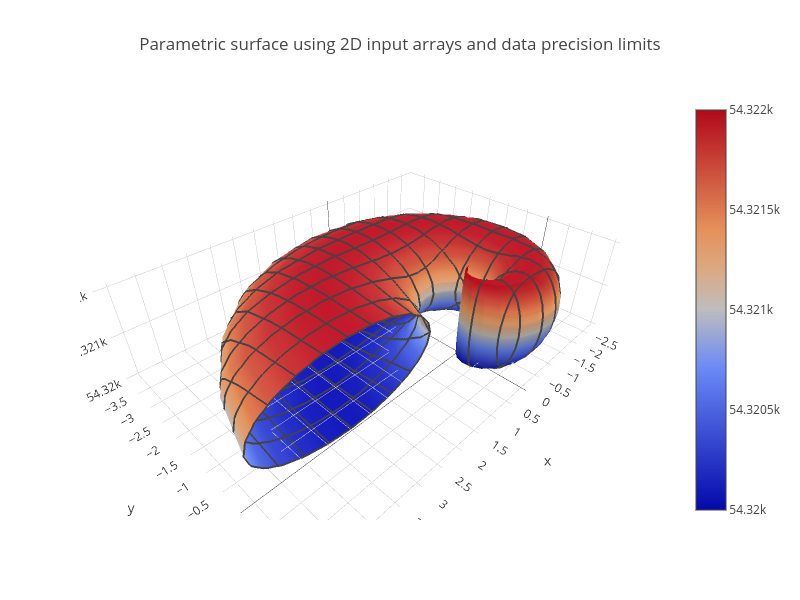 Parametric surface using 2D input arrays and data precision limits
54.322k
54.3215k
54.321k
54.3205k
54.32k
.k
.321k
54.32k
−3.5
−3
−2.5
−2
−1.5
−1
−0.5
y
−2.5
−2
−1.5
−1
−0.5
0
0.5
1
1.5
2
2.5
3
x